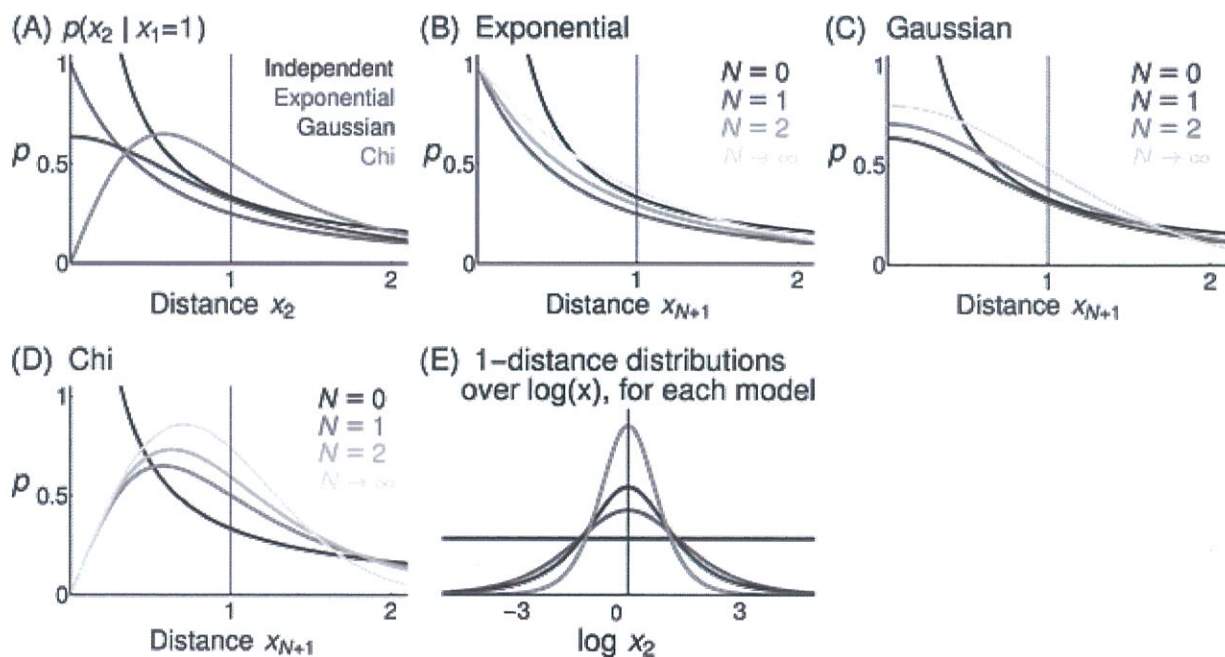 (A) p(x2 | x1=1)
1
Independent
Exponential
Gaussian
Chi
p 0.5
0
1
2
Distance x2
(B) Exponential
1
N = 0
N = 1
N = 2
N → ∞
p 0.5
0
1
2
Distance xN+1
(C) Gaussian
1
N = 0
N = 1
N = 2
N → ∞
p 0.5
0
1
2
Distance xN+1
(D) Chi
1
N = 0
N = 1
N = 2
N → ∞
p 0.5
0
1
2
Distance xN+1
(E) 1-distance distributions
over log(x), for each model
-3
0
3
log x2